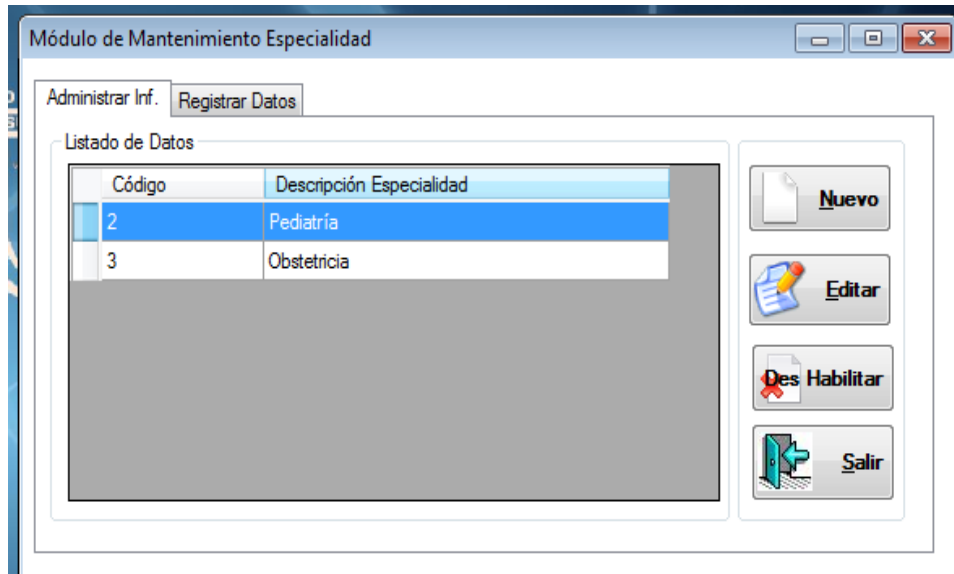 Módulo de Mantenimiento Especialidad
Administrar Inf. Registrar Datos
Listado de Datos
Código Descripción Especialidad
2 Pediatría
3 Obstetricia
Nuevo
Editar
Des Habilitar
Salir